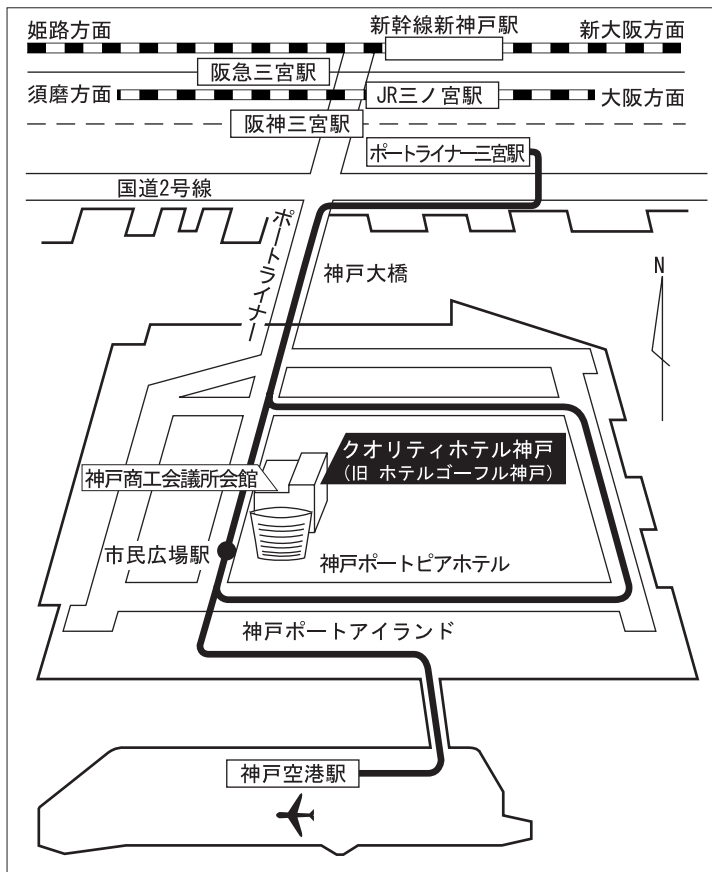 姫路方面
新幹線新神戸駅
新大阪方面
阪急三宮駅
須磨方面
JR三ノ宮駅
大阪方面
阪神三宮駅
ポートライナー三宮駅
国道2号線
ポートライナー
神戸大橋
N
クオリティホテル神戸
(旧 ホテルゴーフル神戸)
神戸商工会議所会館
市民広場駅
神戸ポートピアホテル
神戸ポートアイランド
神戸空港駅